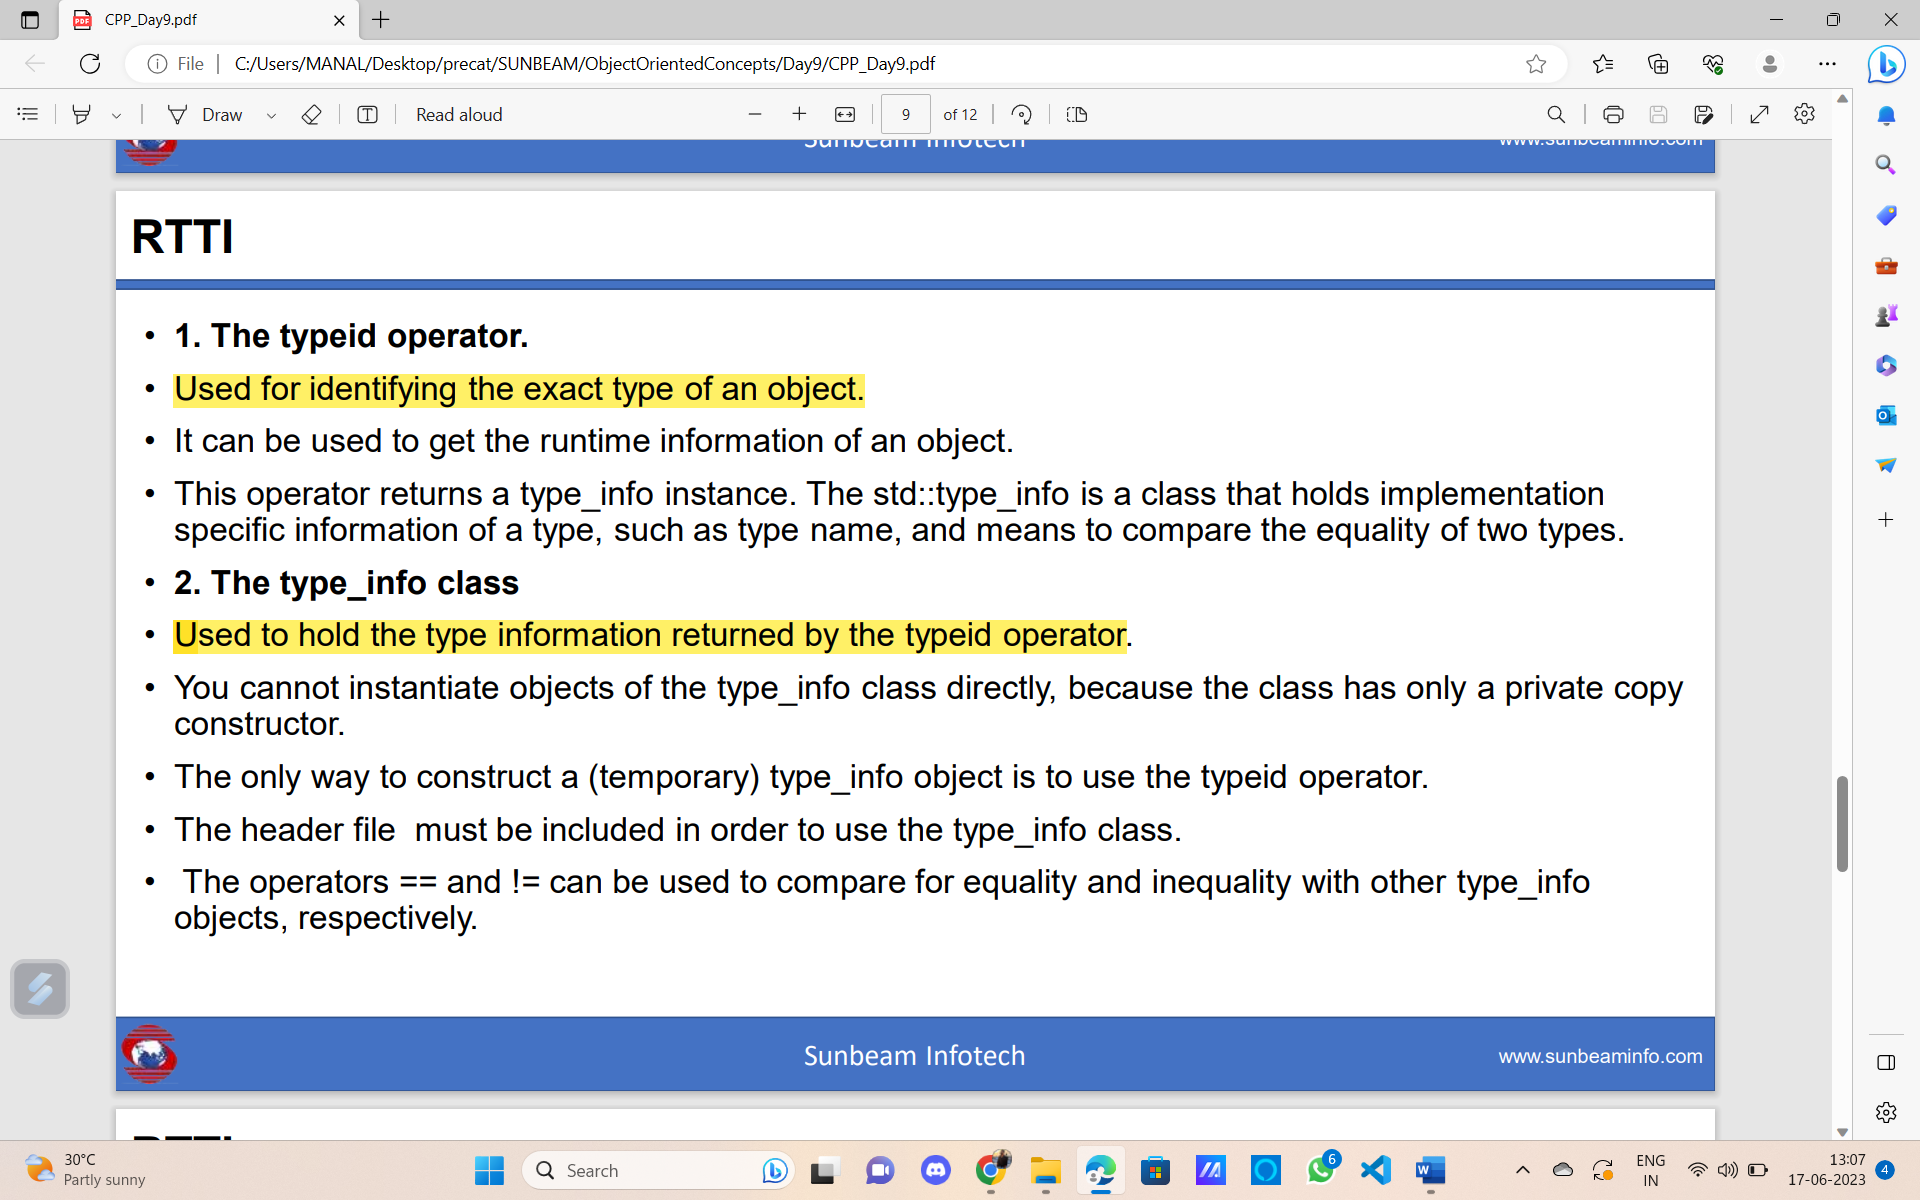 CPP_Day9.pdf
File
C:/Users/MANAL/Desktop/precat/SUNBEAM/ObjectOrientedConcepts/Day9/CPP_Day9.pdf
Draw
Read aloud
9
of 12
Sunbeam Infotech
www.sunbeaminfo.com
RTTI
• 1. The typeid operator.
• Used for identifying the exact type of an object.
• It can be used to get the runtime information of an object.
• This operator returns a type_info instance. The std::type_info is a class that holds implementation
specific information of a type, such as type name, and means to compare the equality of two types.
• 2. The type_info class
• Used to hold the type information returned by the typeid operator.
• You cannot instantiate objects of the type_info class directly, because the class has only a private copy
constructor.
• The only way to construct a (temporary) type_info object is to use the typeid operator.
• The header file  must be included in order to use the type_info class.
•  The operators == and != can be used to compare for equality and inequality with other type_info
objects, respectively.
Sunbeam Infotech
www.sunbeaminfo.com
RTTI
30°C
Partly sunny
Search
6
ENG
IN
13:07
17-06-2023
4